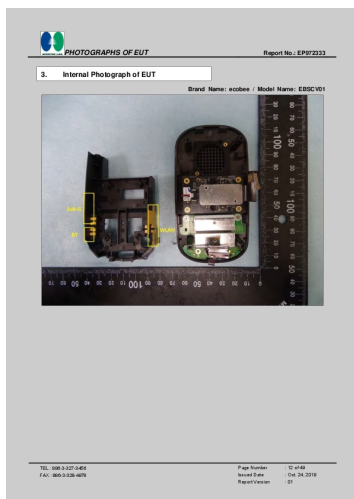 PHOTOGRAPHS OF EUT
Report No.: EP972333
3. Internal Photograph of EUT
Brand Name: ecobee / Model Name: EBSCV01
Sub-G
BT
WLAN
TEL : 886-3-327-3456
FAX : 886-3-328-4978
Page Number : 12 of 49
Issued Date : Oct. 24, 2019
Report Version : 01